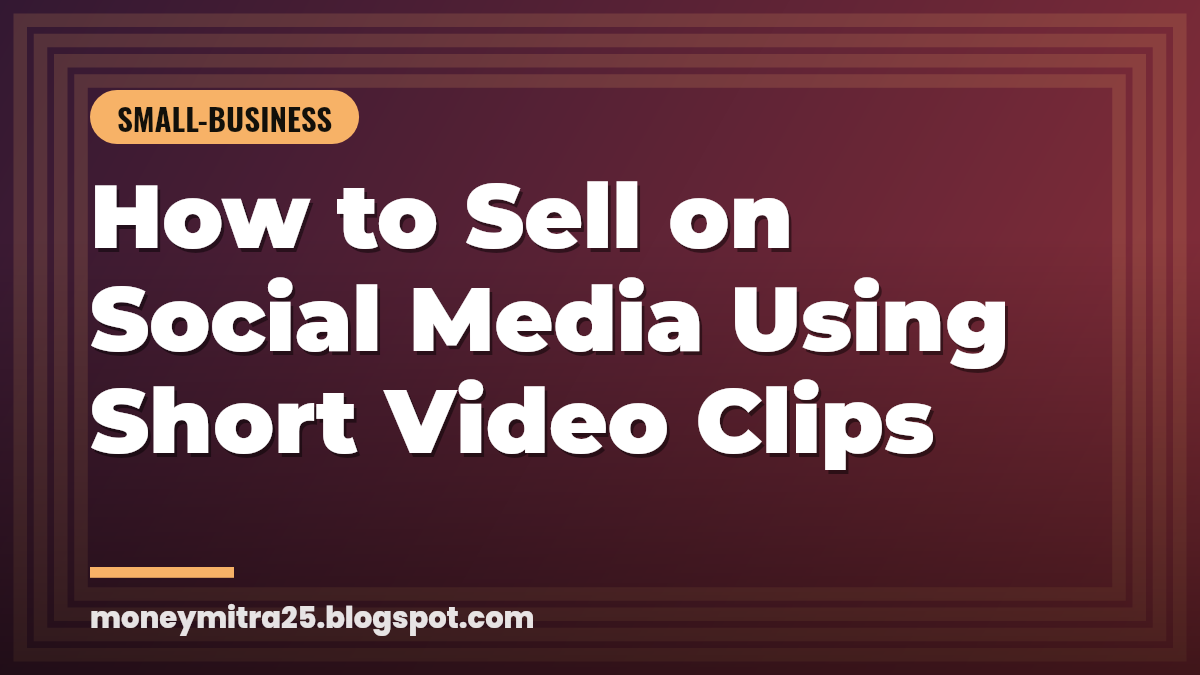 SMALL-BUSINESS
How to Sell on
Social Media Using
Short Video Clips
moneymitra25.blogspot.com